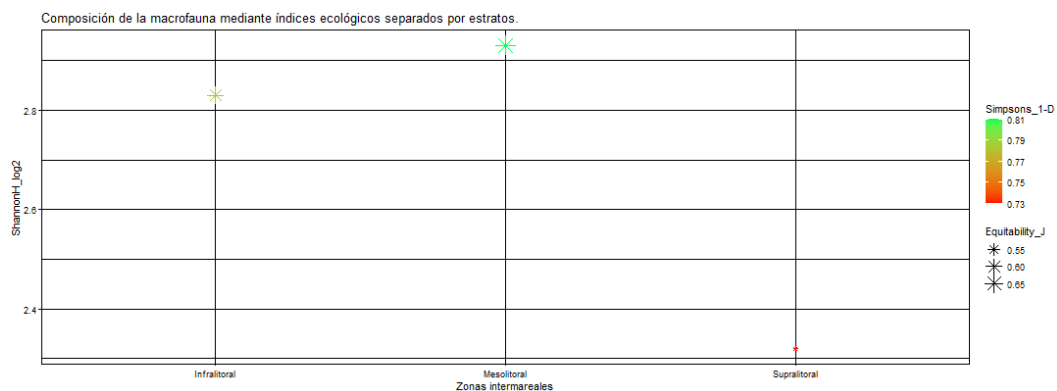 Composición de la macrofauna mediante índices ecológicos separados por estratos.
ShannonH_log2
2.8
2.6
2.4
Infralitoral
Mesolitoral
Supralitoral
Zonas intermareales
Simpsons_1-D
0.81
0.79
0.77
0.75
0.73
Equitability_J
0.55
0.60
0.65